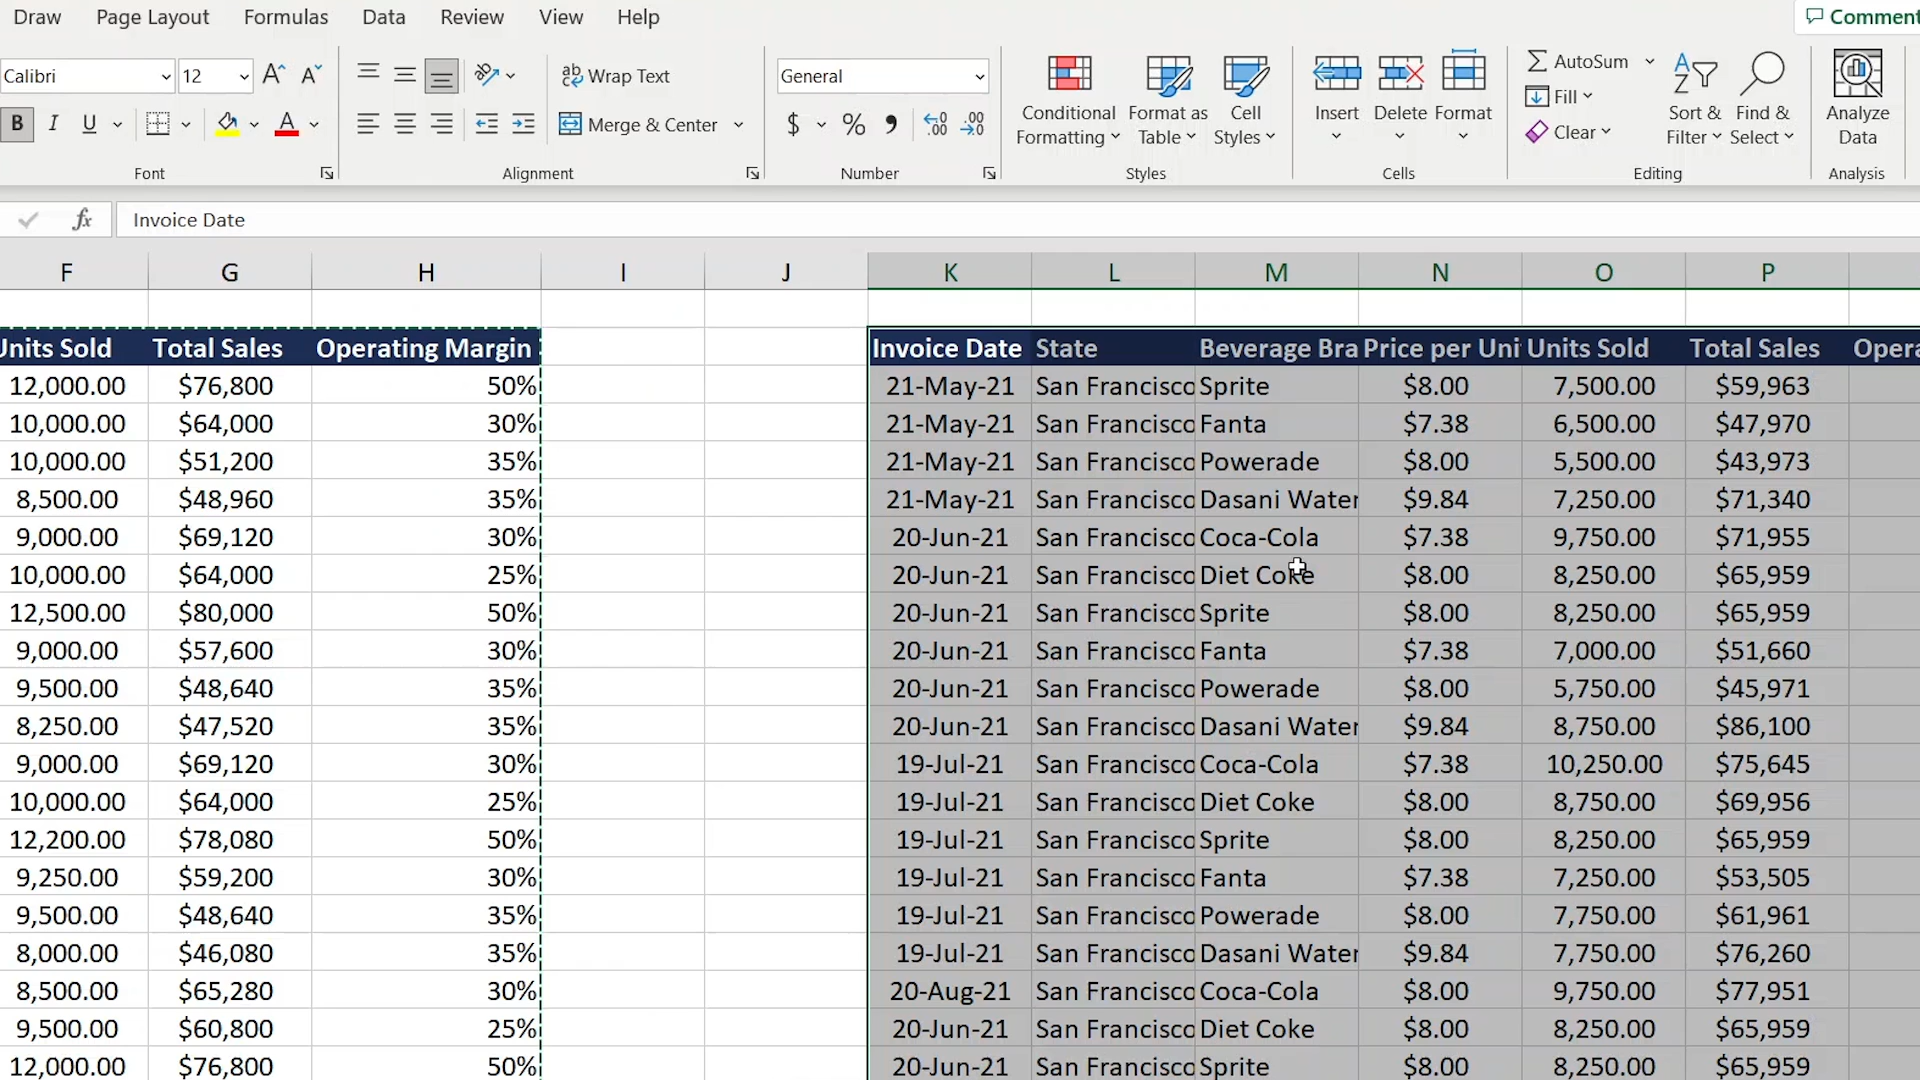 Draw Page Layout Formulas Data Review View Help
Comment
Calibri 12 Wrap Text General
$ % 9 Merge & Center
Conditional Formatting
Format as Table
Cell Styles
Insert Delete Format
AutoSum
Fill
Clear
Sort & Filter
Find & Select
Analyze Data
B I U
Font Alignment Number Styles Cells Editing Analysis
fx Invoice Date
F G H I J K L M N O P
Units Sold Total Sales Operating Margin Invoice Date State Beverage Bra Price per Uni Units Sold Total Sales Opera
12,000.00 $76,800 50% 21-May-21 San Francisco Sprite $8.00 7,500.00 $59,963
10,000.00 $64,000 30% 21-May-21 San Francisco Fanta $7.38 6,500.00 $47,970
10,000.00 $51,200 35% 21-May-21 San Francisco Powerade $8.00 5,500.00 $43,973
8,500.00 $48,960 35% 21-May-21 San Francisco Dasani Water $9.84 7,250.00 $71,340
9,000.00 $69,120 30% 20-Jun-21 San Francisco Coca-Cola $7.38 9,750.00 $71,955
10,000.00 $64,000 25% 20-Jun-21 San Francisco Diet Coke $8.00 8,250.00 $65,959
12,500.00 $80,000 50% 20-Jun-21 San Francisco Sprite $8.00 8,250.00 $65,959
9,000.00 $57,600 30% 20-Jun-21 San Francisco Fanta $7.38 7,000.00 $51,660
9,500.00 $48,640 35% 20-Jun-21 San Francisco Powerade $8.00 5,750.00 $45,971
8,250.00 $47,520 35% 20-Jun-21 San Francisco Dasani Water $9.84 8,750.00 $86,100
9,000.00 $69,120 30% 19-Jul-21 San Francisco Coca-Cola $7.38 10,250.00 $75,645
10,000.00 $64,000 25% 19-Jul-21 San Francisco Diet Coke $8.00 8,750.00 $69,956
12,200.00 $78,080 50% 19-Jul-21 San Francisco Sprite $8.00 8,250.00 $65,959
9,250.00 $59,200 30% 19-Jul-21 San Francisco Fanta $7.38 7,250.00 $53,505
9,500.00 $48,640 35% 19-Jul-21 San Francisco Powerade $8.00 7,750.00 $61,961
8,000.00 $46,080 35% 19-Jul-21 San Francisco Dasani Water $9.84 7,750.00 $76,260
8,500.00 $65,280 30% 20-Aug-21 San Francisco Coca-Cola $8.00 9,750.00 $77,951
9,500.00 $60,800 25% 20-Jun-21 San Francisco Diet Coke $8.00 8,250.00 $65,959
12,000.00 $76,800 50% 20-Jun-21 San Francisco Sprite $8.00 8,250.00 $65,959